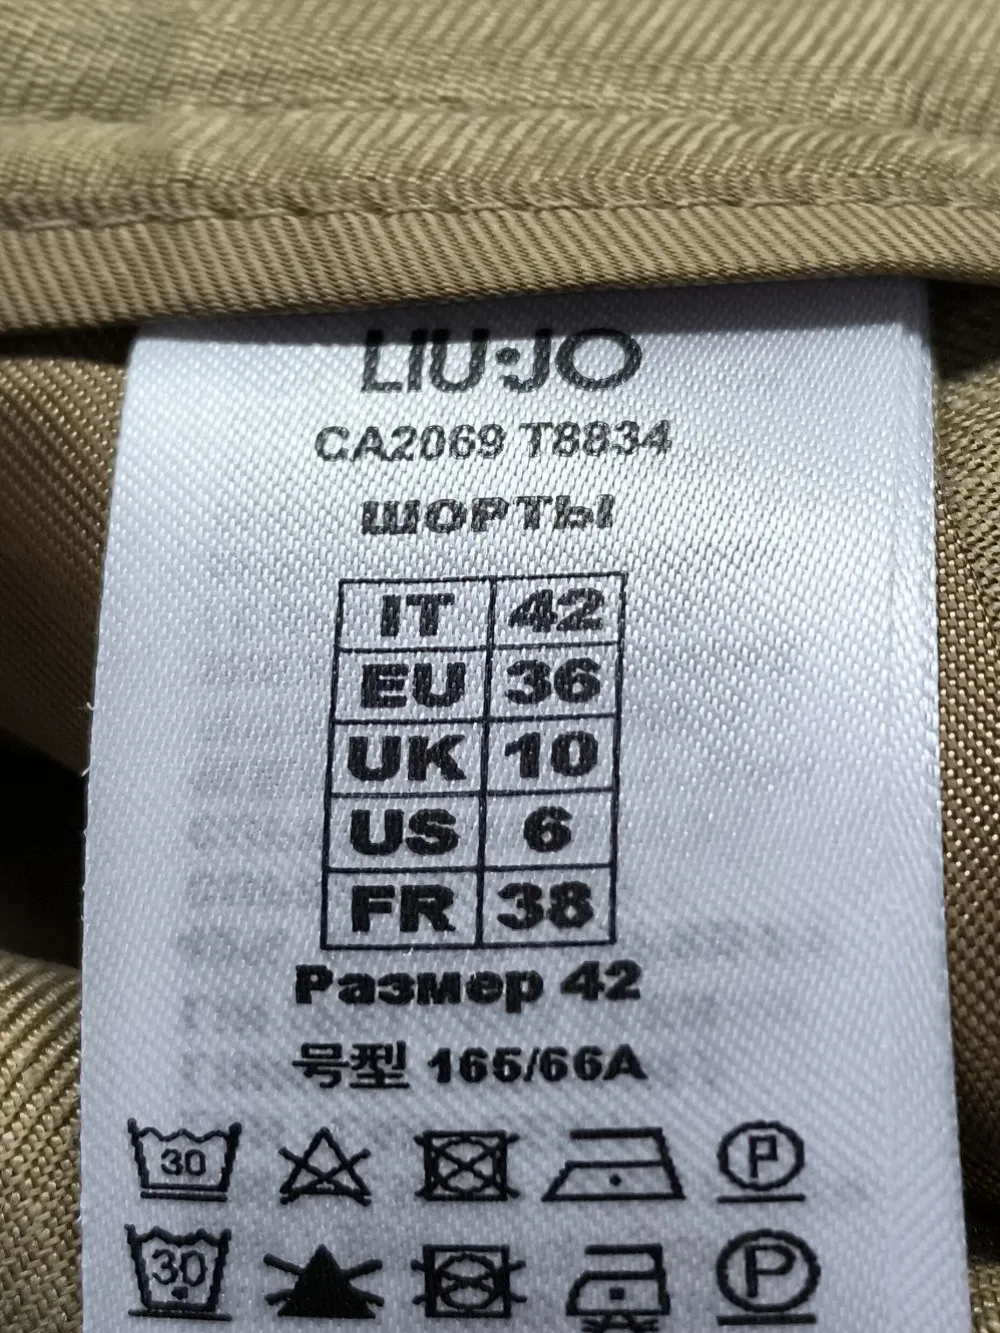 LIU·JO
CA2069 T8834
ШОРТЫ
IT 42
EU 36
UK 10
US 6
FR 38
Размер 42
号型 165/66A
30 P
30 P